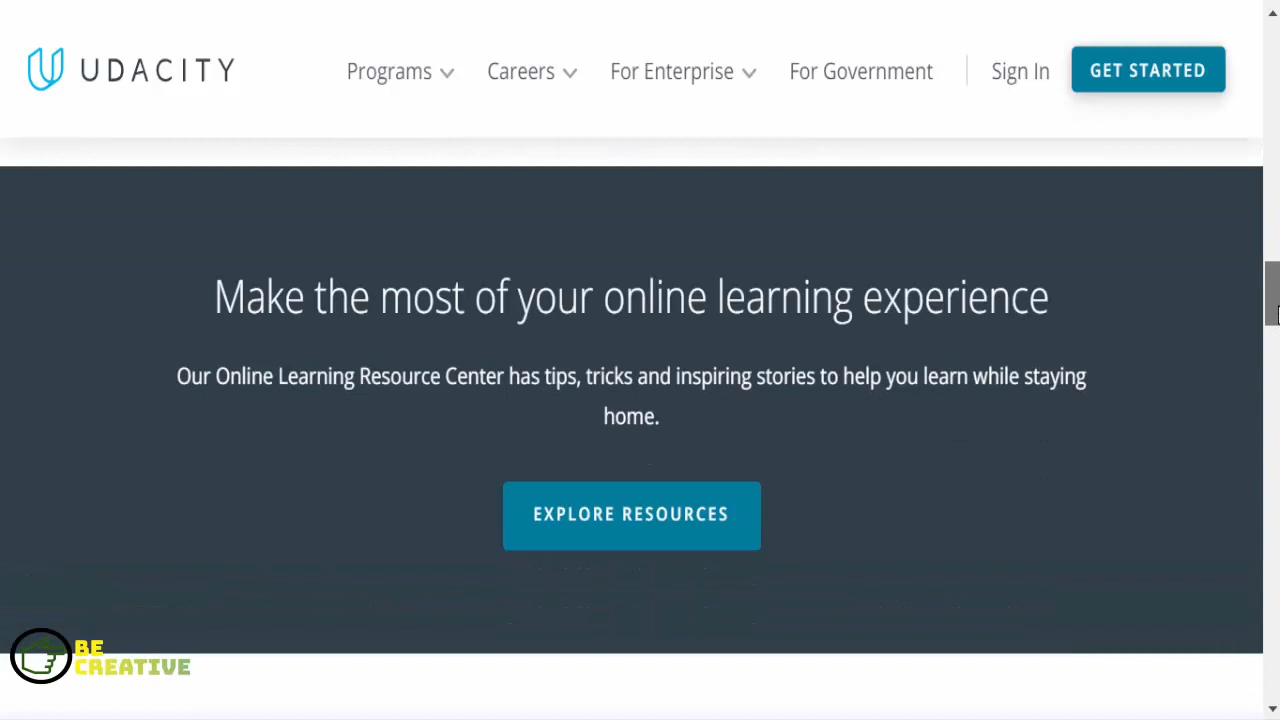 UDACITY
Programs
Careers
For Enterprise
For Government
Sign In
GET STARTED
Make the most of your online learning experience
Our Online Learning Resource Center has tips, tricks and inspiring stories to help you learn while staying
home.
EXPLORE RESOURCES
BE
CREATIVE